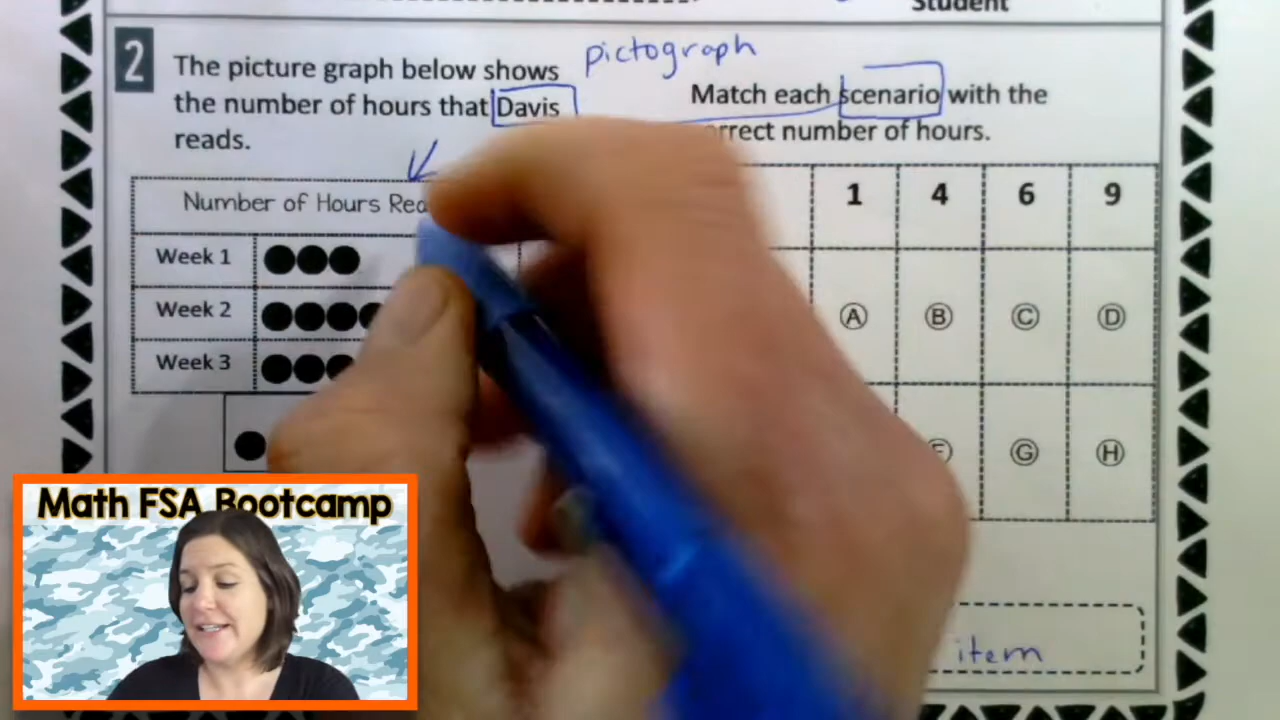 Student
2
The picture graph below shows
the number of hours that Davis
reads.
pictograph
Match each scenario with the
number of hours.
Number of Hours
1 4 6 9
Week 1
Ⓐ Ⓑ Ⓒ Ⓓ
Week 2
Week 3
Ⓖ Ⓗ
item
Math FSA Bootcamp